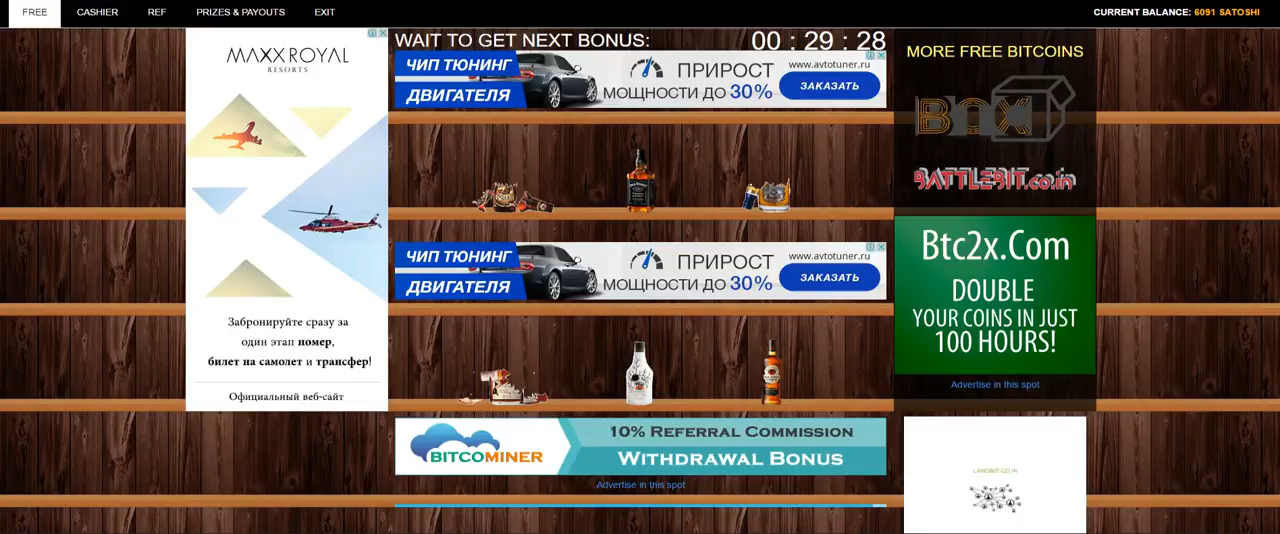 FREE
CASHIER
REF
PRIZES & PAYOUTS
EXIT
CURRENT BALANCE: 6091 SATOSHI
MAXX ROYAL
RESORTS
Забронируйте сразу за
один этап номер,
билет на самолет и трансфер!
Официальный веб-сайт
WAIT TO GET NEXT BONUS:
00 : 29 : 28
ЧИП ТЮНИНГ
ДВИГАТЕЛЯ
ПРИРОСТ
МОЩНОСТИ ДО 30%
www.avtotuner.ru
ЗАКАЗАТЬ
ЧИП ТЮНИНГ
ДВИГАТЕЛЯ
ПРИРОСТ
МОЩНОСТИ ДО 30%
www.avtotuner.ru
ЗАКАЗАТЬ
BITCOMINER
10% REFERRAL COMMISSION
WITHDRAWAL BONUS
Advertise in this spot
MORE FREE BITCOINS
BOX
BATTLEBIT.co.in
Btc2x.Com
DOUBLE
YOUR COINS IN JUST
100 HOURS!
Advertise in this spot
LANDBIT.CO.IN